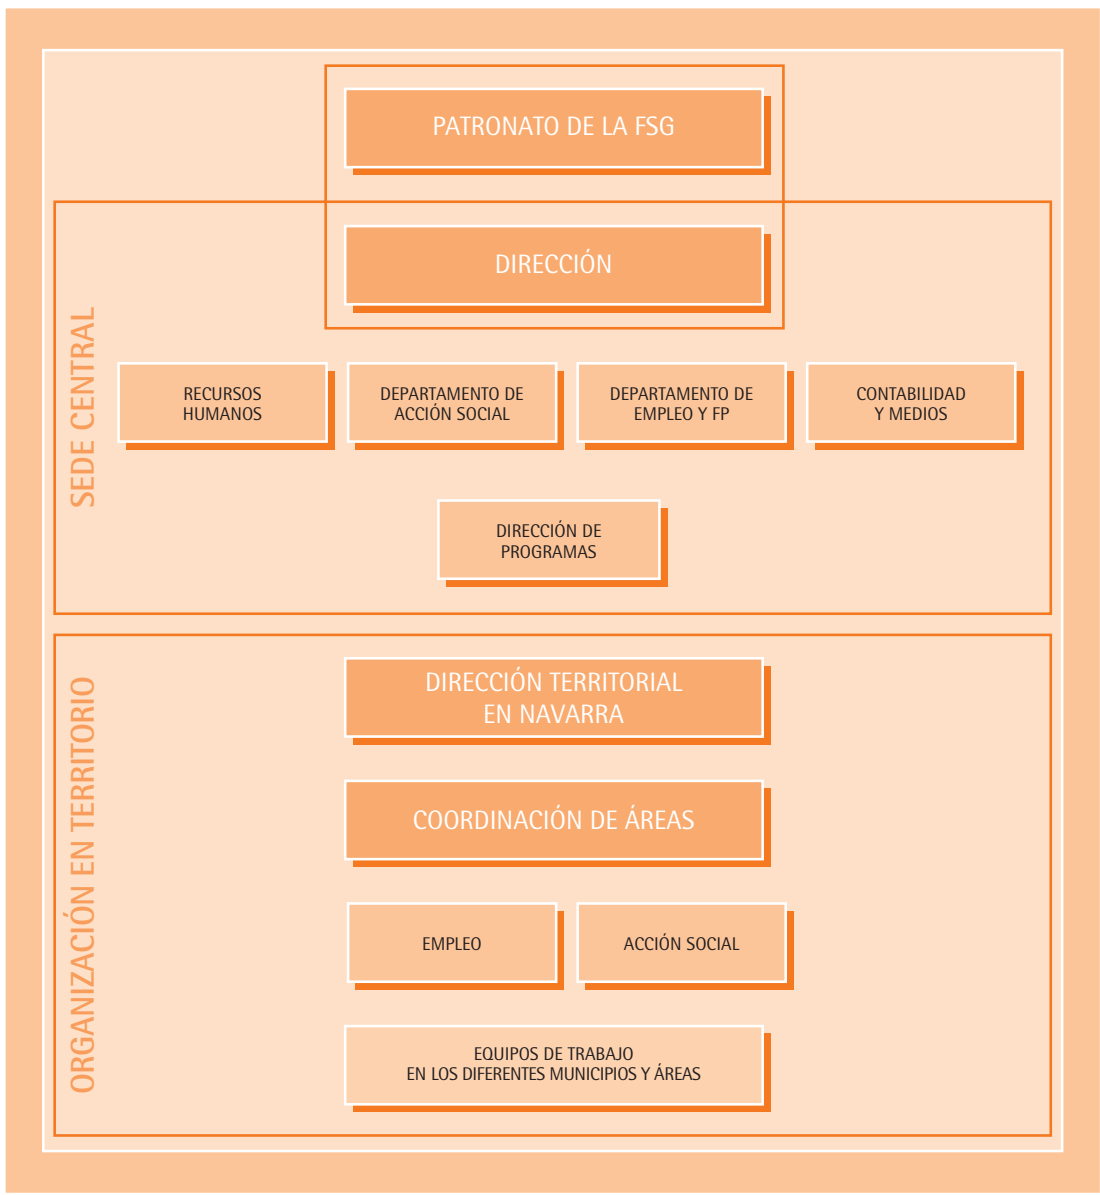 PATRONATO DE LA FSG
SEDE CENTRAL
DIRECCIÓN
RECURSOS
HUMANOS
DEPARTAMENTO DE
ACCIÓN SOCIAL
DEPARTAMENTO DE
EMPLEO Y FP
CONTABILIDAD
Y MEDIOS
DIRECCIÓN DE
PROGRAMAS
ORGANIZACIÓN EN TERRITORIO
DIRECCIÓN TERRITORIAL
EN NAVARRA
COORDINACIÓN DE ÁREAS
EMPLEO
ACCIÓN SOCIAL
EQUIPOS DE TRABAJO
EN LOS DIFERENTES MUNICIPIOS Y ÁREAS